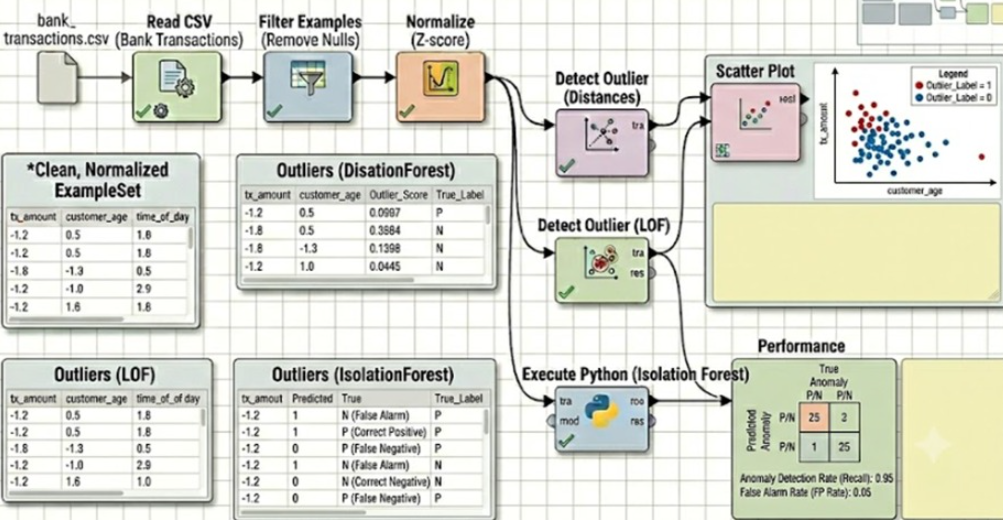 bank_
transactions.csv
Read CSV
(Bank Transactions)
Filter Examples
(Remove Nulls)
Normalize
(Z-score)
Detect Outlier
(Distances)
tra
Scatter Plot
resl
Legend
Outlier_Label = 1
Outlier_Label = 0
tx_amount
customer_age
*Clean, Normalized
ExampleSet
tx_amount customer_age time_of_day
-1.2 0.5 1.8
-1.2 0.5 1.8
-1.8 -1.3 0.5
-1.2 -1.0 2.9
-1.2 1.6 1.8
Outliers (DisationForest)
tx_amount customer_age Outlier_Score True_Label
-1.2 0.5 0.0997 P
-1.8 0.5 0.3884 N
-1.8 -1.3 0.1398 N
-1.2 1.0 0.0445 N
Detect Outlier (LOF)
tra
res
Outliers (LOF)
tx_amount customer_age time_of_of day
-1.2 0.5 1.8
-1.2 0.5 1.8
-1.8 -1.3 0.5
-1.2 -1.0 2.9
-1.2 1.6 1.0
Outliers (IsolationForest)
tx_amout Predicted True True_Label
-1.2 1 N (False Alarm) P
-1.2 1 P (Correct Positive) P
-1.2 0 P (False Negative) P
-1.2 1 N (False Alarm) N
-1.2 0 N (Correct Negative) N
-1.2 0 P (False Negative) P
Execute Python (Isolation Forest)
tra roe
mod ras
Performance
True
Anomaly
P/N P/N
Predicted
Anomaly
P/N 25 2
P/N 1 25
Anomaly Detection Rate (Recall): 0.95
False Alarm Rate (FP Rate): 0.05